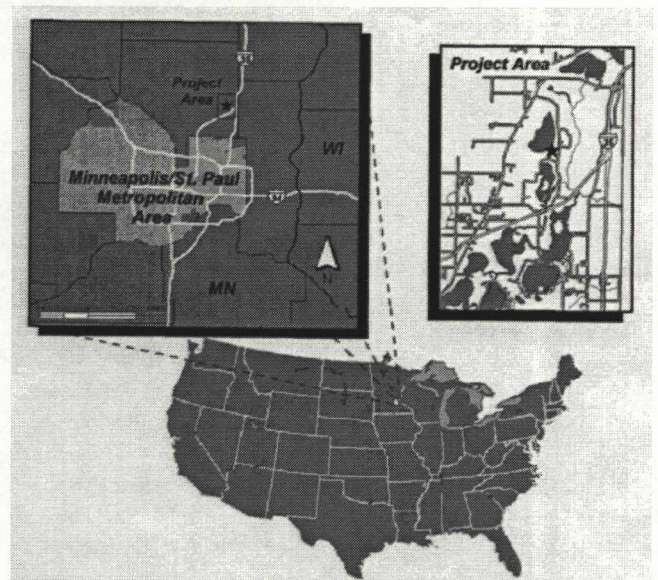 Project
Area
WI
Minneapolis/St. Paul
Metropolitan
Area
MN
N
Project Area